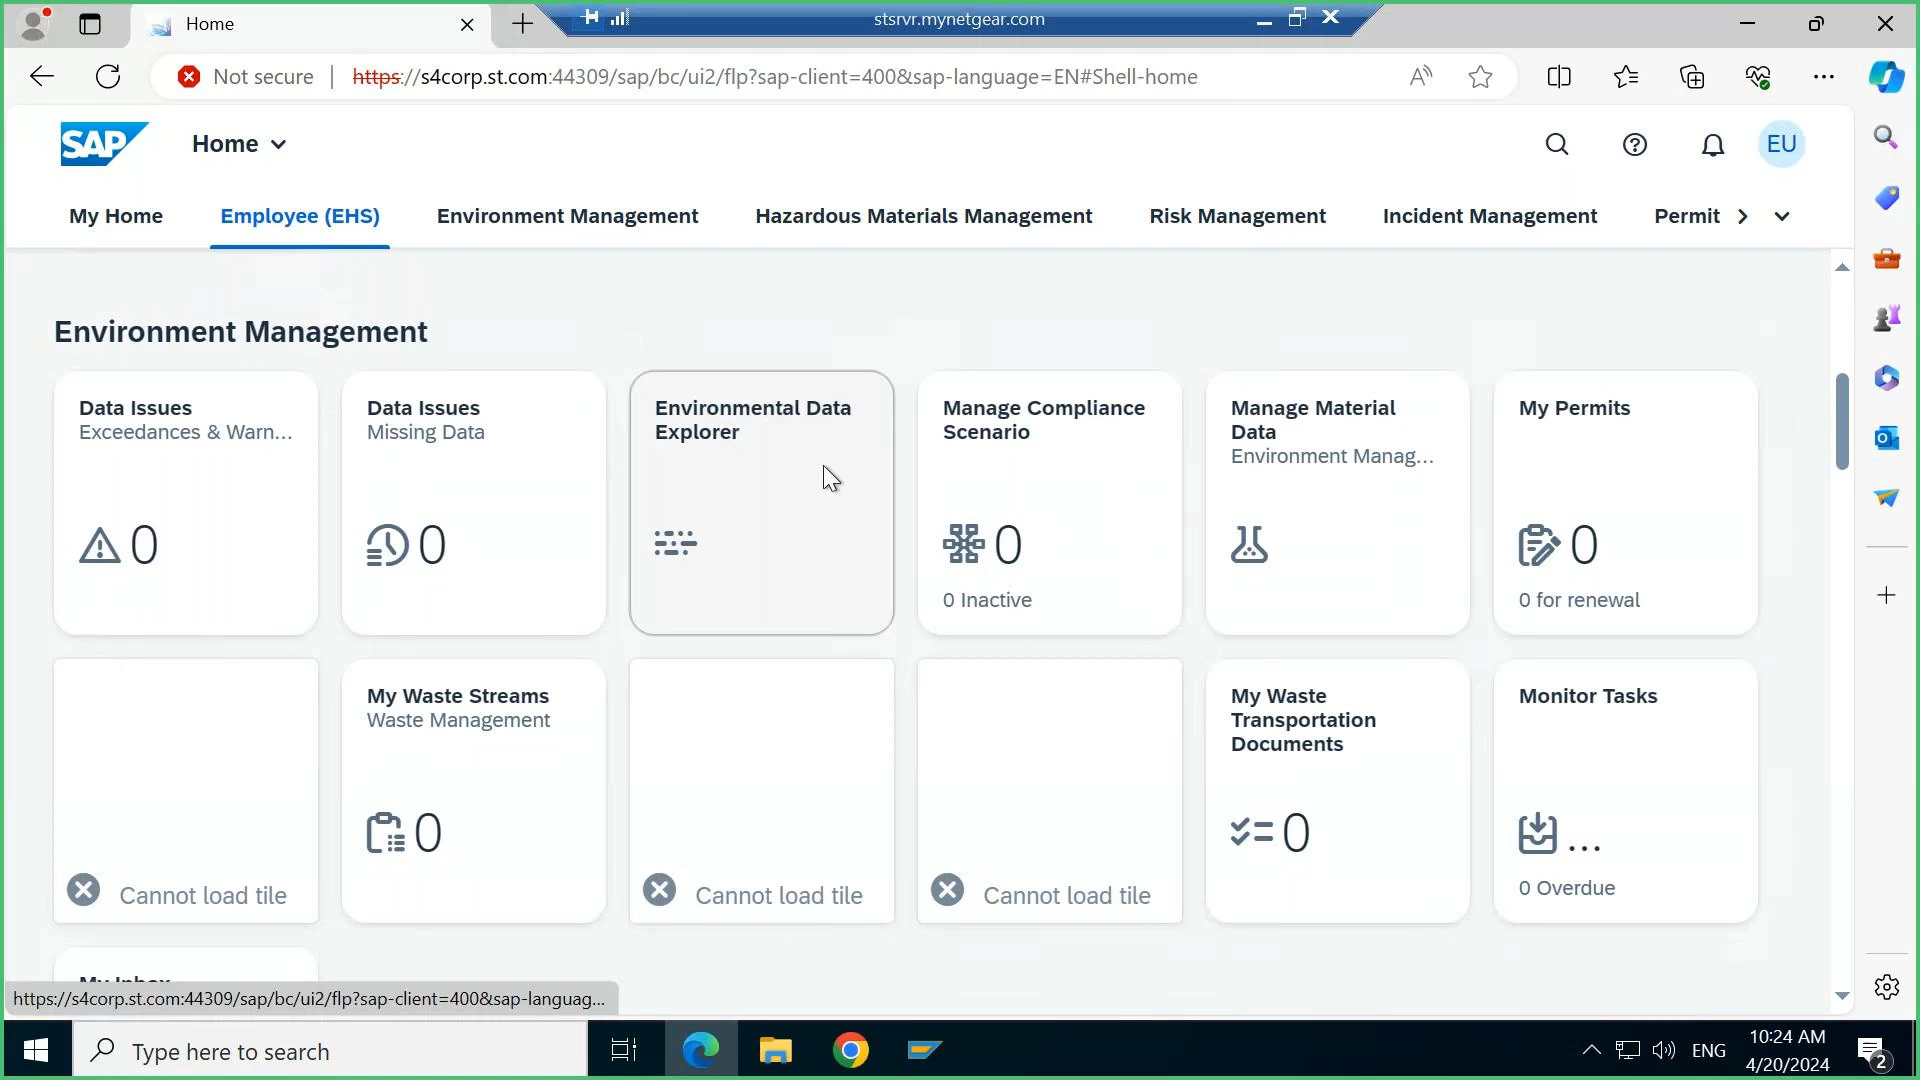 Home
stsrvr.mynetgear.com
Not secure
https://s4corp.st.com:44309/sap/bc/ui2/flp?sap-client=400&sap-language=EN#Shell-home
SAP
Home
EU
My Home
Employee (EHS)
Environment Management
Hazardous Materials Management
Risk Management
Incident Management
Permit
Environment Management
Data Issues
Exceedances & Warn...
0
Data Issues
Missing Data
0
Environmental Data
Explorer
Manage Compliance
Scenario
0
0 Inactive
Manage Material
Data
Environment Manag...
My Permits
0
0 for renewal
Cannot load tile
My Waste Streams
Waste Management
0
Cannot load tile
Cannot load tile
My Waste
Transportation
Documents
0
Monitor Tasks
...
0 Overdue
My Inbox
https://s4corp.st.com:44309/sap/bc/ui2/flp?sap-client=400&sap-languag...
Type here to search
ENG
10:24 AM
4/20/2024
2